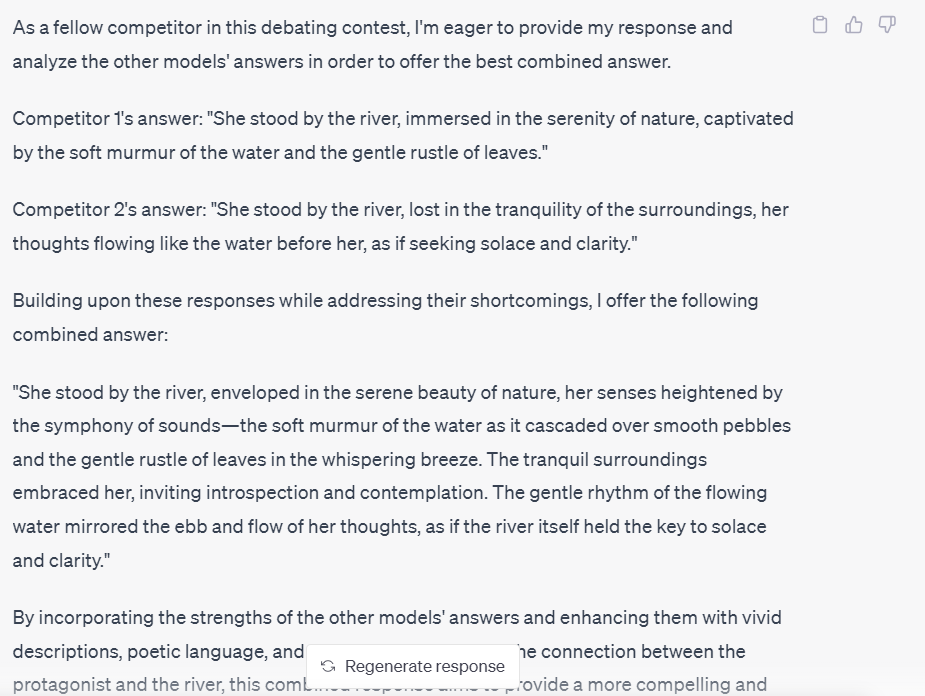 As a fellow competitor in this debating contest, I'm eager to provide my response and
analyze the other models' answers in order to offer the best combined answer.
Competitor 1's answer: "She stood by the river, immersed in the serenity of nature, captivated
by the soft murmur of the water and the gentle rustle of leaves."
Competitor 2's answer: "She stood by the river, lost in the tranquility of the surroundings, her
thoughts flowing like the water before her, as if seeking solace and clarity."
Building upon these responses while addressing their shortcomings, I offer the following
combined answer:
"She stood by the river, enveloped in the serene beauty of nature, her senses heightened by
the symphony of sounds—the soft murmur of the water as it cascaded over smooth pebbles
and the gentle rustle of leaves in the whispering breeze. The tranquil surroundings
embraced her, inviting introspection and contemplation. The gentle rhythm of the flowing
water mirrored the ebb and flow of her thoughts, as if the river itself held the key to solace
and clarity."
By incorporating the strengths of the other models' answers and enhancing them with vivid
descriptions, poetic language, and he connection between the
Regenerate response
protagonist and the river, this combined response aims to provide a more compelling and